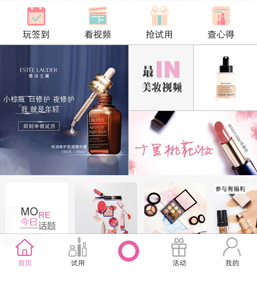 玩签到 看视频 抢试用 查心得
ESTĒE LAUDER
雅诗兰黛
小棕瓶 日修护 夜修护
我就是年轻
即刻申领试用
最IN
美妆视频
十里桃花妆
MORE
今日
话题
参与有福利
首页 试用 活动 我的